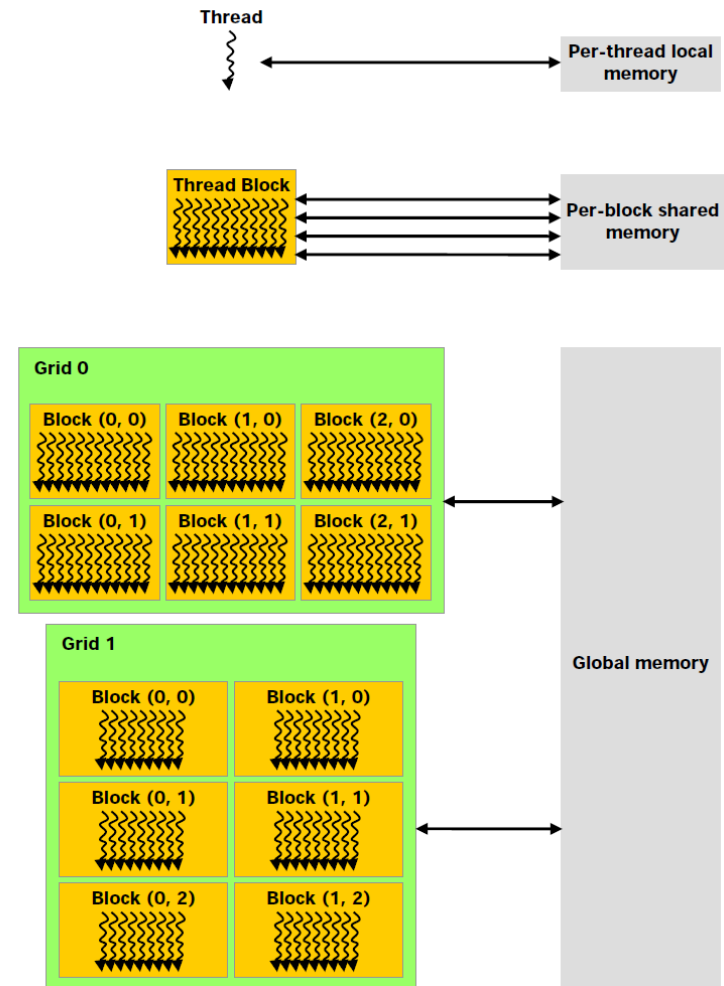 Thread
Per-thread local
memory
Thread Block
Per-block shared
memory
Grid 0
Block (0, 0) Block (1, 0) Block (2, 0)
Block (0, 1) Block (1, 1) Block (2, 1)
Global memory
Grid 1
Block (0, 0) Block (1, 0)
Block (0, 1) Block (1, 1)
Block (0, 2) Block (1, 2)